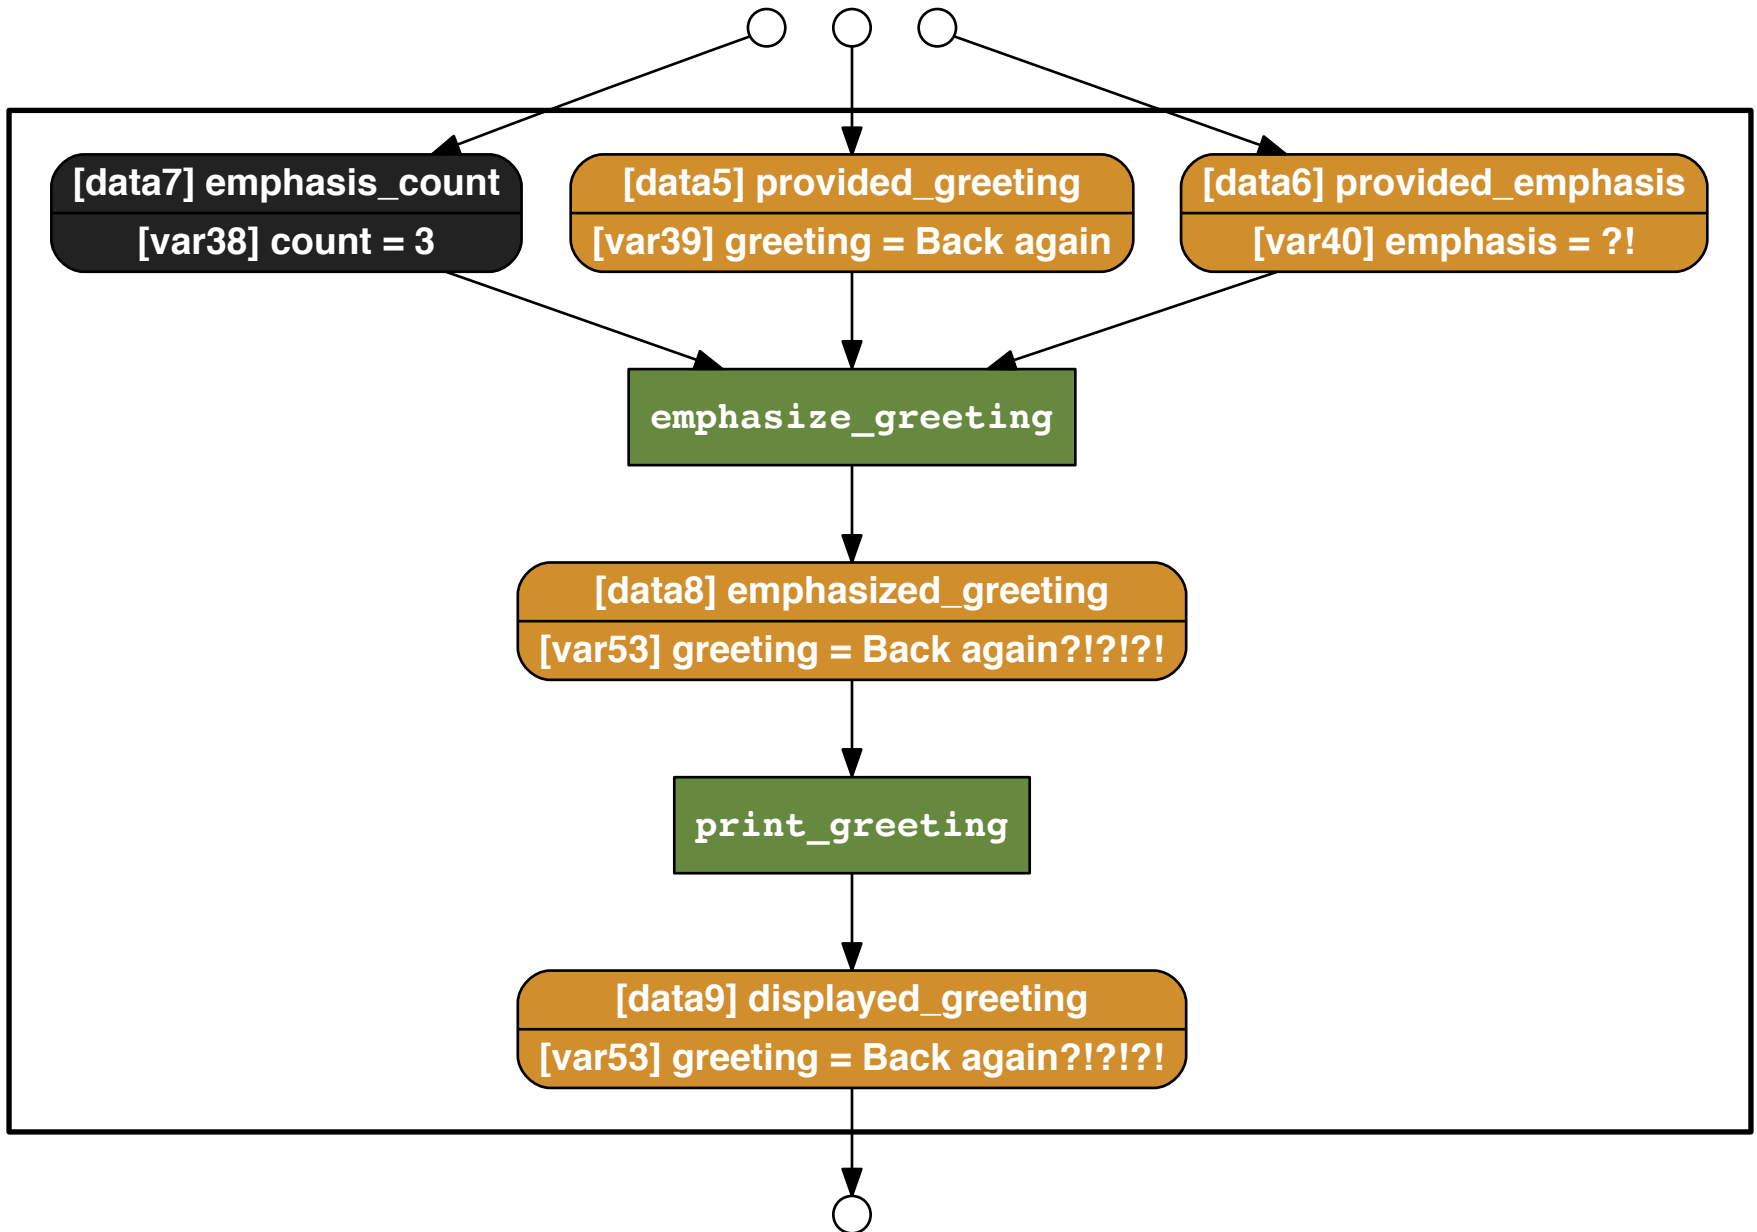 [data7] emphasis_count
[var38] count = 3
[data5] provided_greeting
[var39] greeting = Back again
[data6] provided_emphasis
[var40] emphasis = ?!
emphasize_greeting
[data8] emphasized_greeting
[var53] greeting = Back again?!?!?!
print_greeting
[data9] displayed_greeting
[var53] greeting = Back again?!?!?!